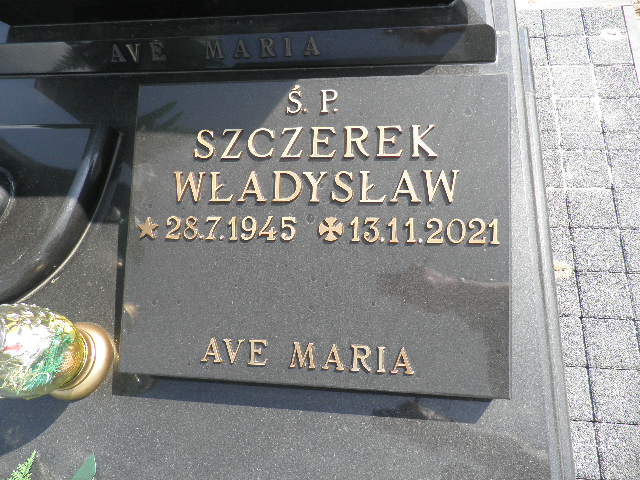 AVE MARIA
Ś. P.
SZCZEREK
WŁADYSŁAW
28.7.1945 13.11.2021
AVE MARIA